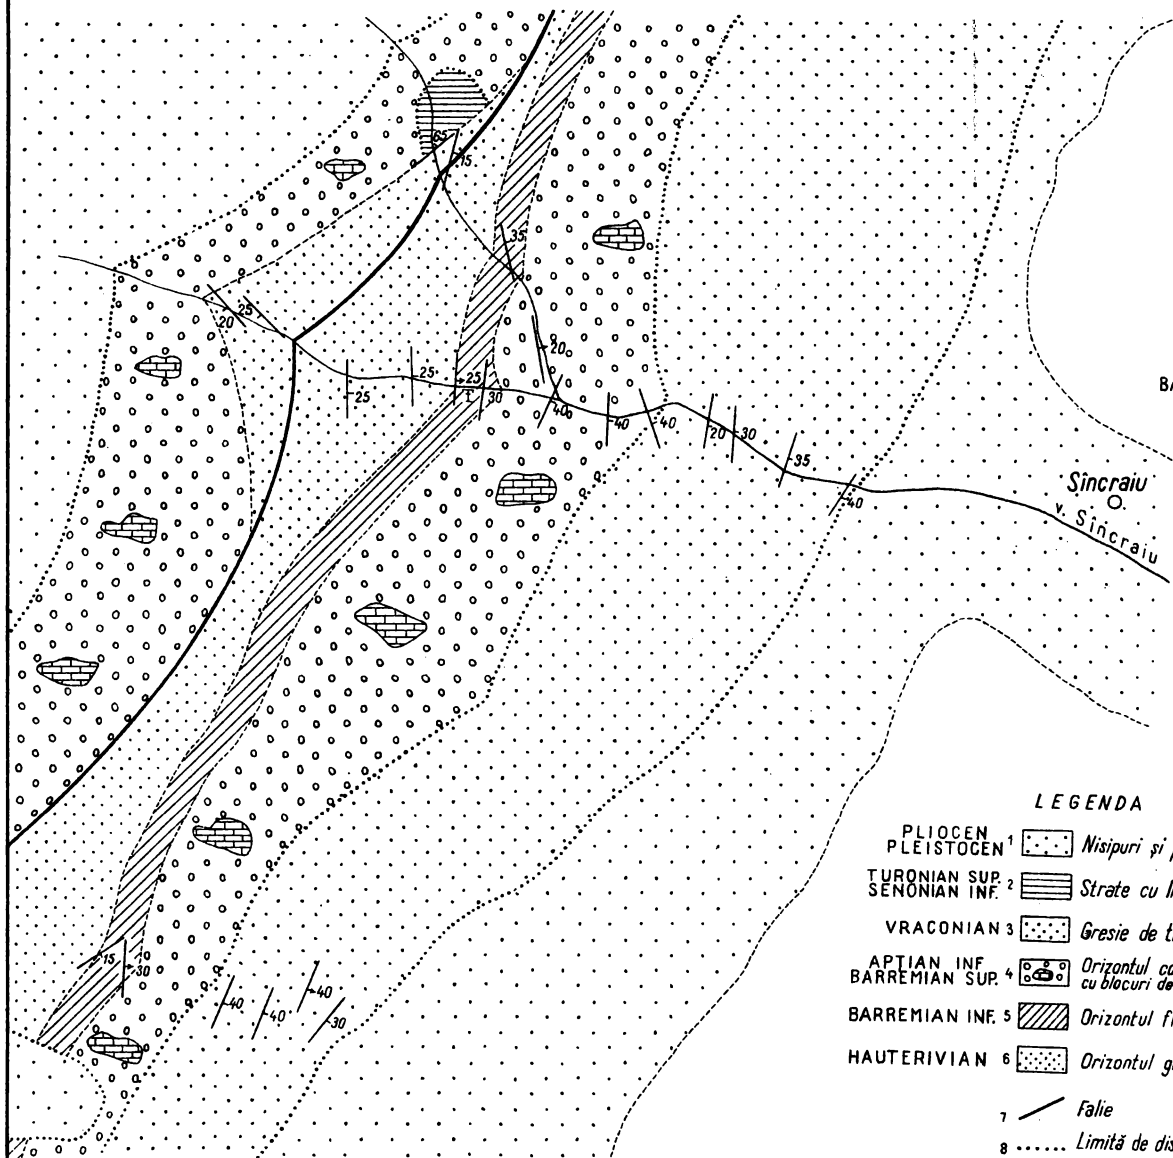 65
15
35
25
20
20
25
25
25
I
30
40
40
40
20
30
35
40
Sîncraiu
v. Sîncraiu
15
30
40
40
40
30
LEGENDA
PLIOCEN
PLEISTOCEN 1 Nisipuri și
TURONIAN SUP.
SENONIAN INF. 2 Strate cu
VRACONIAN 3 Gresie de
APTIAN INF
BARREMIAN SUP. 4 Orizontul
cu blocuri de
BARREMIAN INF. 5 Orizontul
HAUTERIVIAN 6 Orizontul
7 Falie
8 Limită de